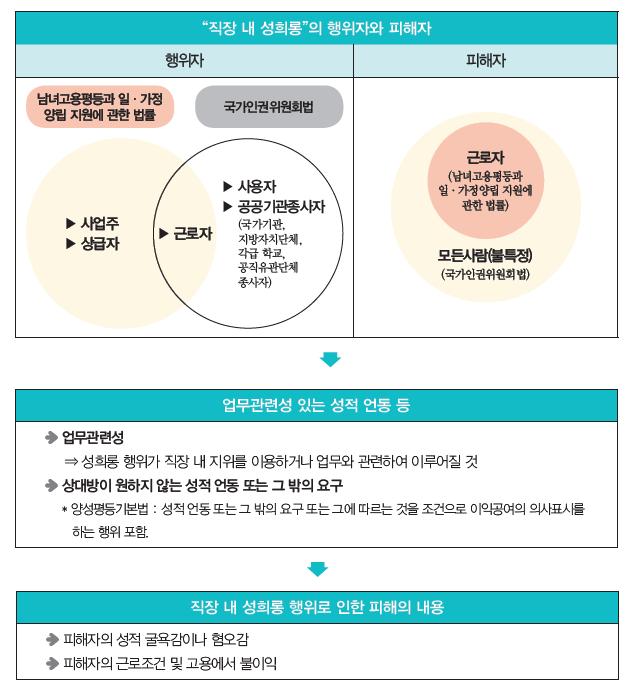 “직장 내 성희롱”의 행위자와 피해자
행위자
피해자
남녀고용평등과 일 · 가정
양립 지원에 관한 법률
국가인권위원회법
▶ 사업주
▶ 상급자
▶ 근로자
▶ 사용자
▶ 공공기관종사자
(국가기관,
지방자치단체,
각급 학교,
공직유관단체
종사자)
근로자
(남녀고용평등과
일 · 가정양립 지원에
관한 법률)
모든사람(불특정)
(국가인권위원회법)
업무관련성 있는 성적 언동 등
업무관련성
⇒ 성희롱 행위가 직장 내 지위를 이용하거나 업무와 관련하여 이루어질 것
상대방이 원하지 않는 성적 언동 또는 그 밖의 요구
* 양성평등기본법 : 성적 언동 또는 그 밖의 요구 또는 그에 따르는 것을 조건으로 이익공여의 의사표시를
하는 행위 포함.
직장 내 성희롱 행위로 인한 피해의 내용
피해자의 성적 굴욕감이나 혐오감
피해자의 근로조건 및 고용에서 불이익